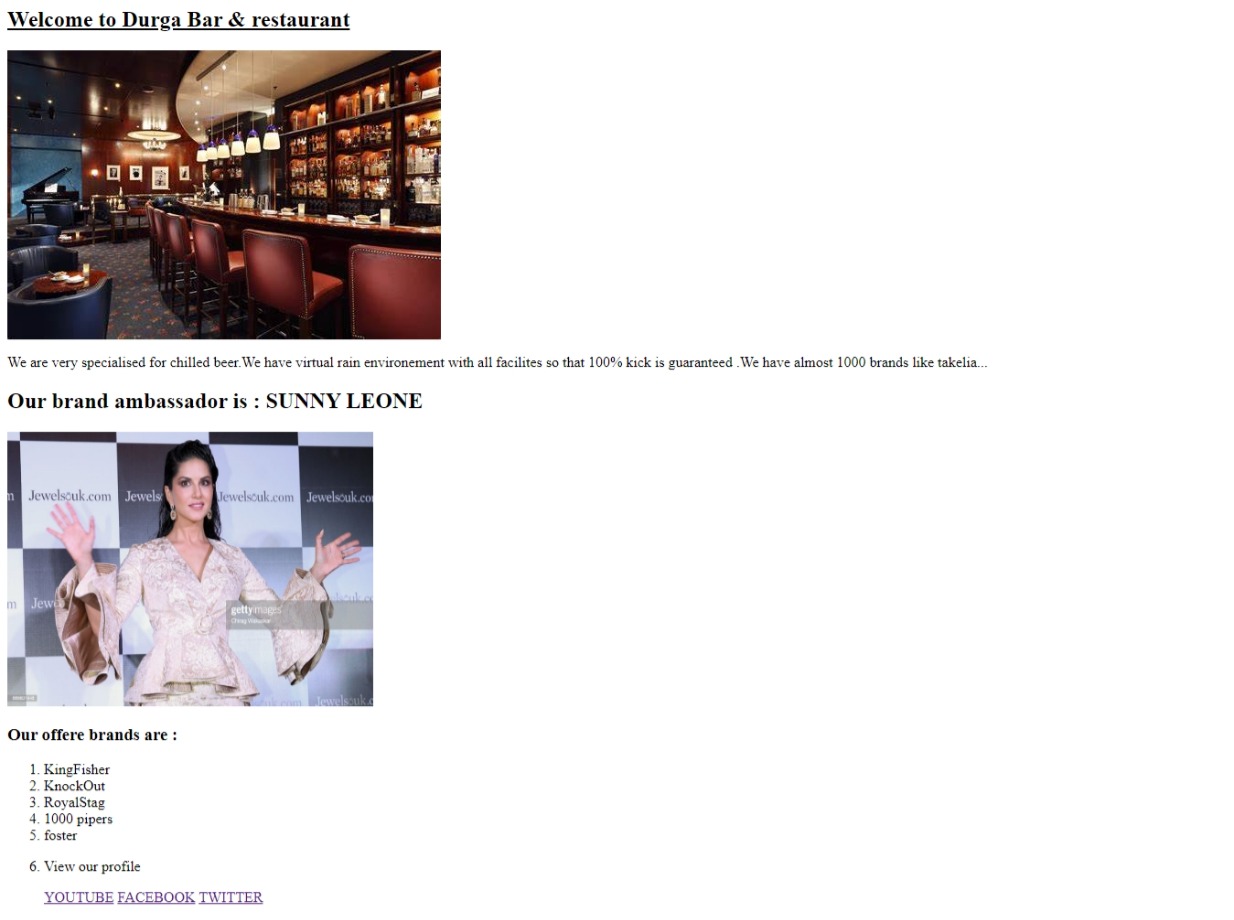 Welcome to Durga Bar & restaurant
We are very specialised for chilled beer.We have virtual rain environement with all facilites so that 100% kick is guaranteed .We have almost 1000 brands like takelia...
Our brand ambassador is : SUNNY LEONE
Jewelsouk.com Jewels Jewelsouk.com Jewelsouk.co
m Jew
gettyimages
Our offere brands are :
1. KingFisher
2. KnockOut
3. RoyalStag
4. 1000 pipers
5. foster
6. View our profile
YOUTUBE FACEBOOK TWITTER